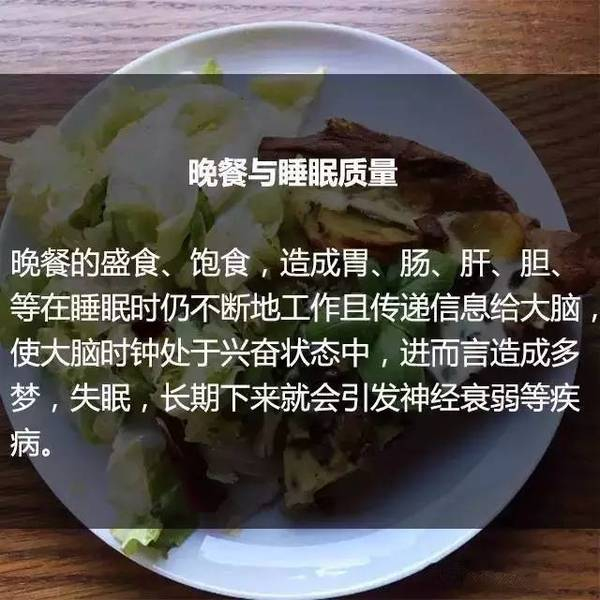 晚餐与睡眠质量
晚餐的盛食、饱食，造成胃、肠、肝、胆、
等在睡眠时仍不断地工作且传递信息给大脑，
使大脑时钟处于兴奋状态中，进而言造成多
梦，失眠，长期下来就会引发神经衰弱等疾
病。